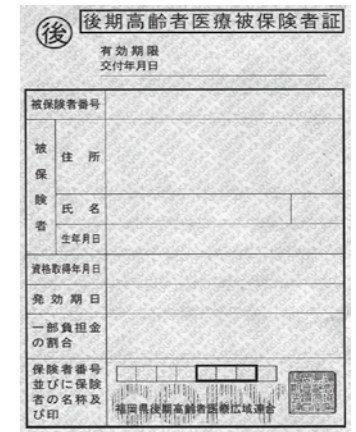 後
後期高齢者医療被保険者証
有効期限
交付年月日
被保険者番号
被保険者
住所
氏名
生年月日
資格取得年月日
発効期日
一部負担金
の割合
保険者番号
並びに保険
者の名称及
び印
福岡県後期高齢者医療広域連合